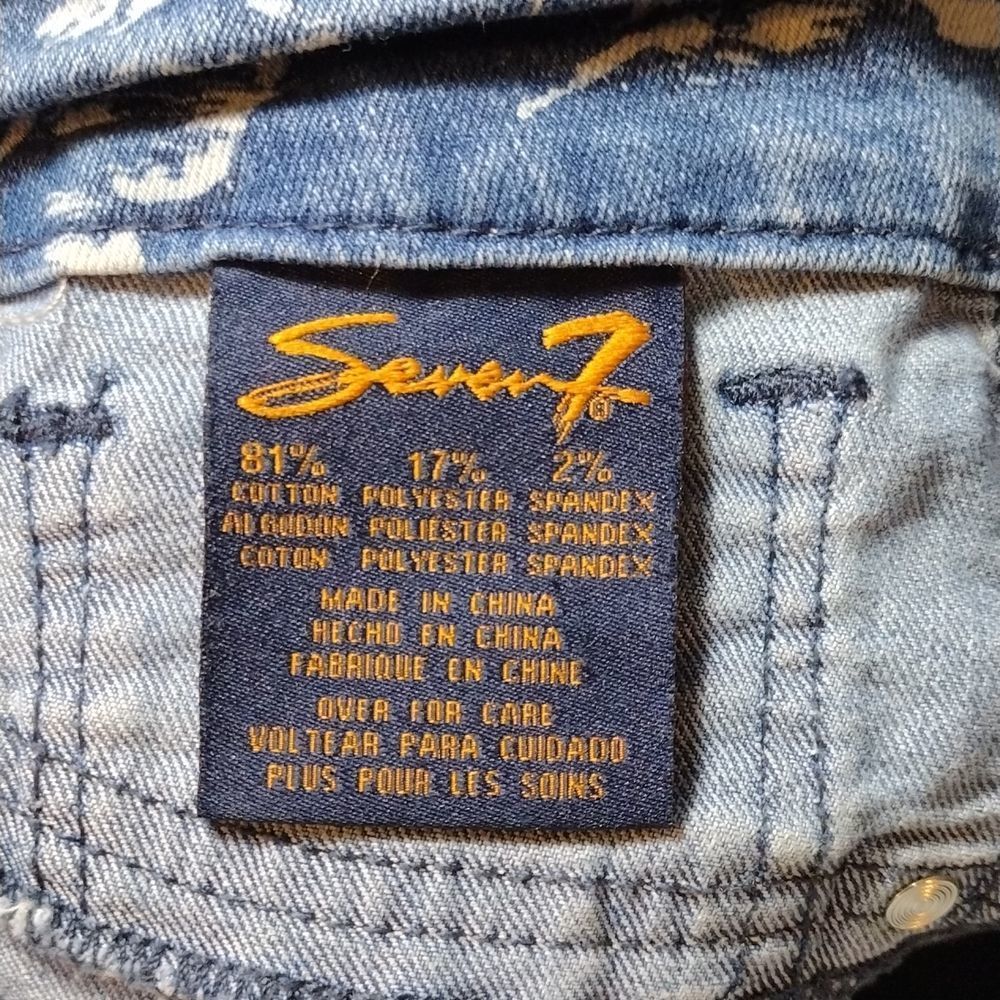 Seven7®
81% 17% 2%
COTTON POLYESTER SPANDEX
ALGODON POLIESTER SPANDEX
COTON POLYESTER SPANDEX
MADE IN CHINA
HECHO EN CHINA
FABRIQUE EN CHINE
OVER FOR CARE
VOLTEAR PARA CUIDADO
PLUS POUR LES SOINS